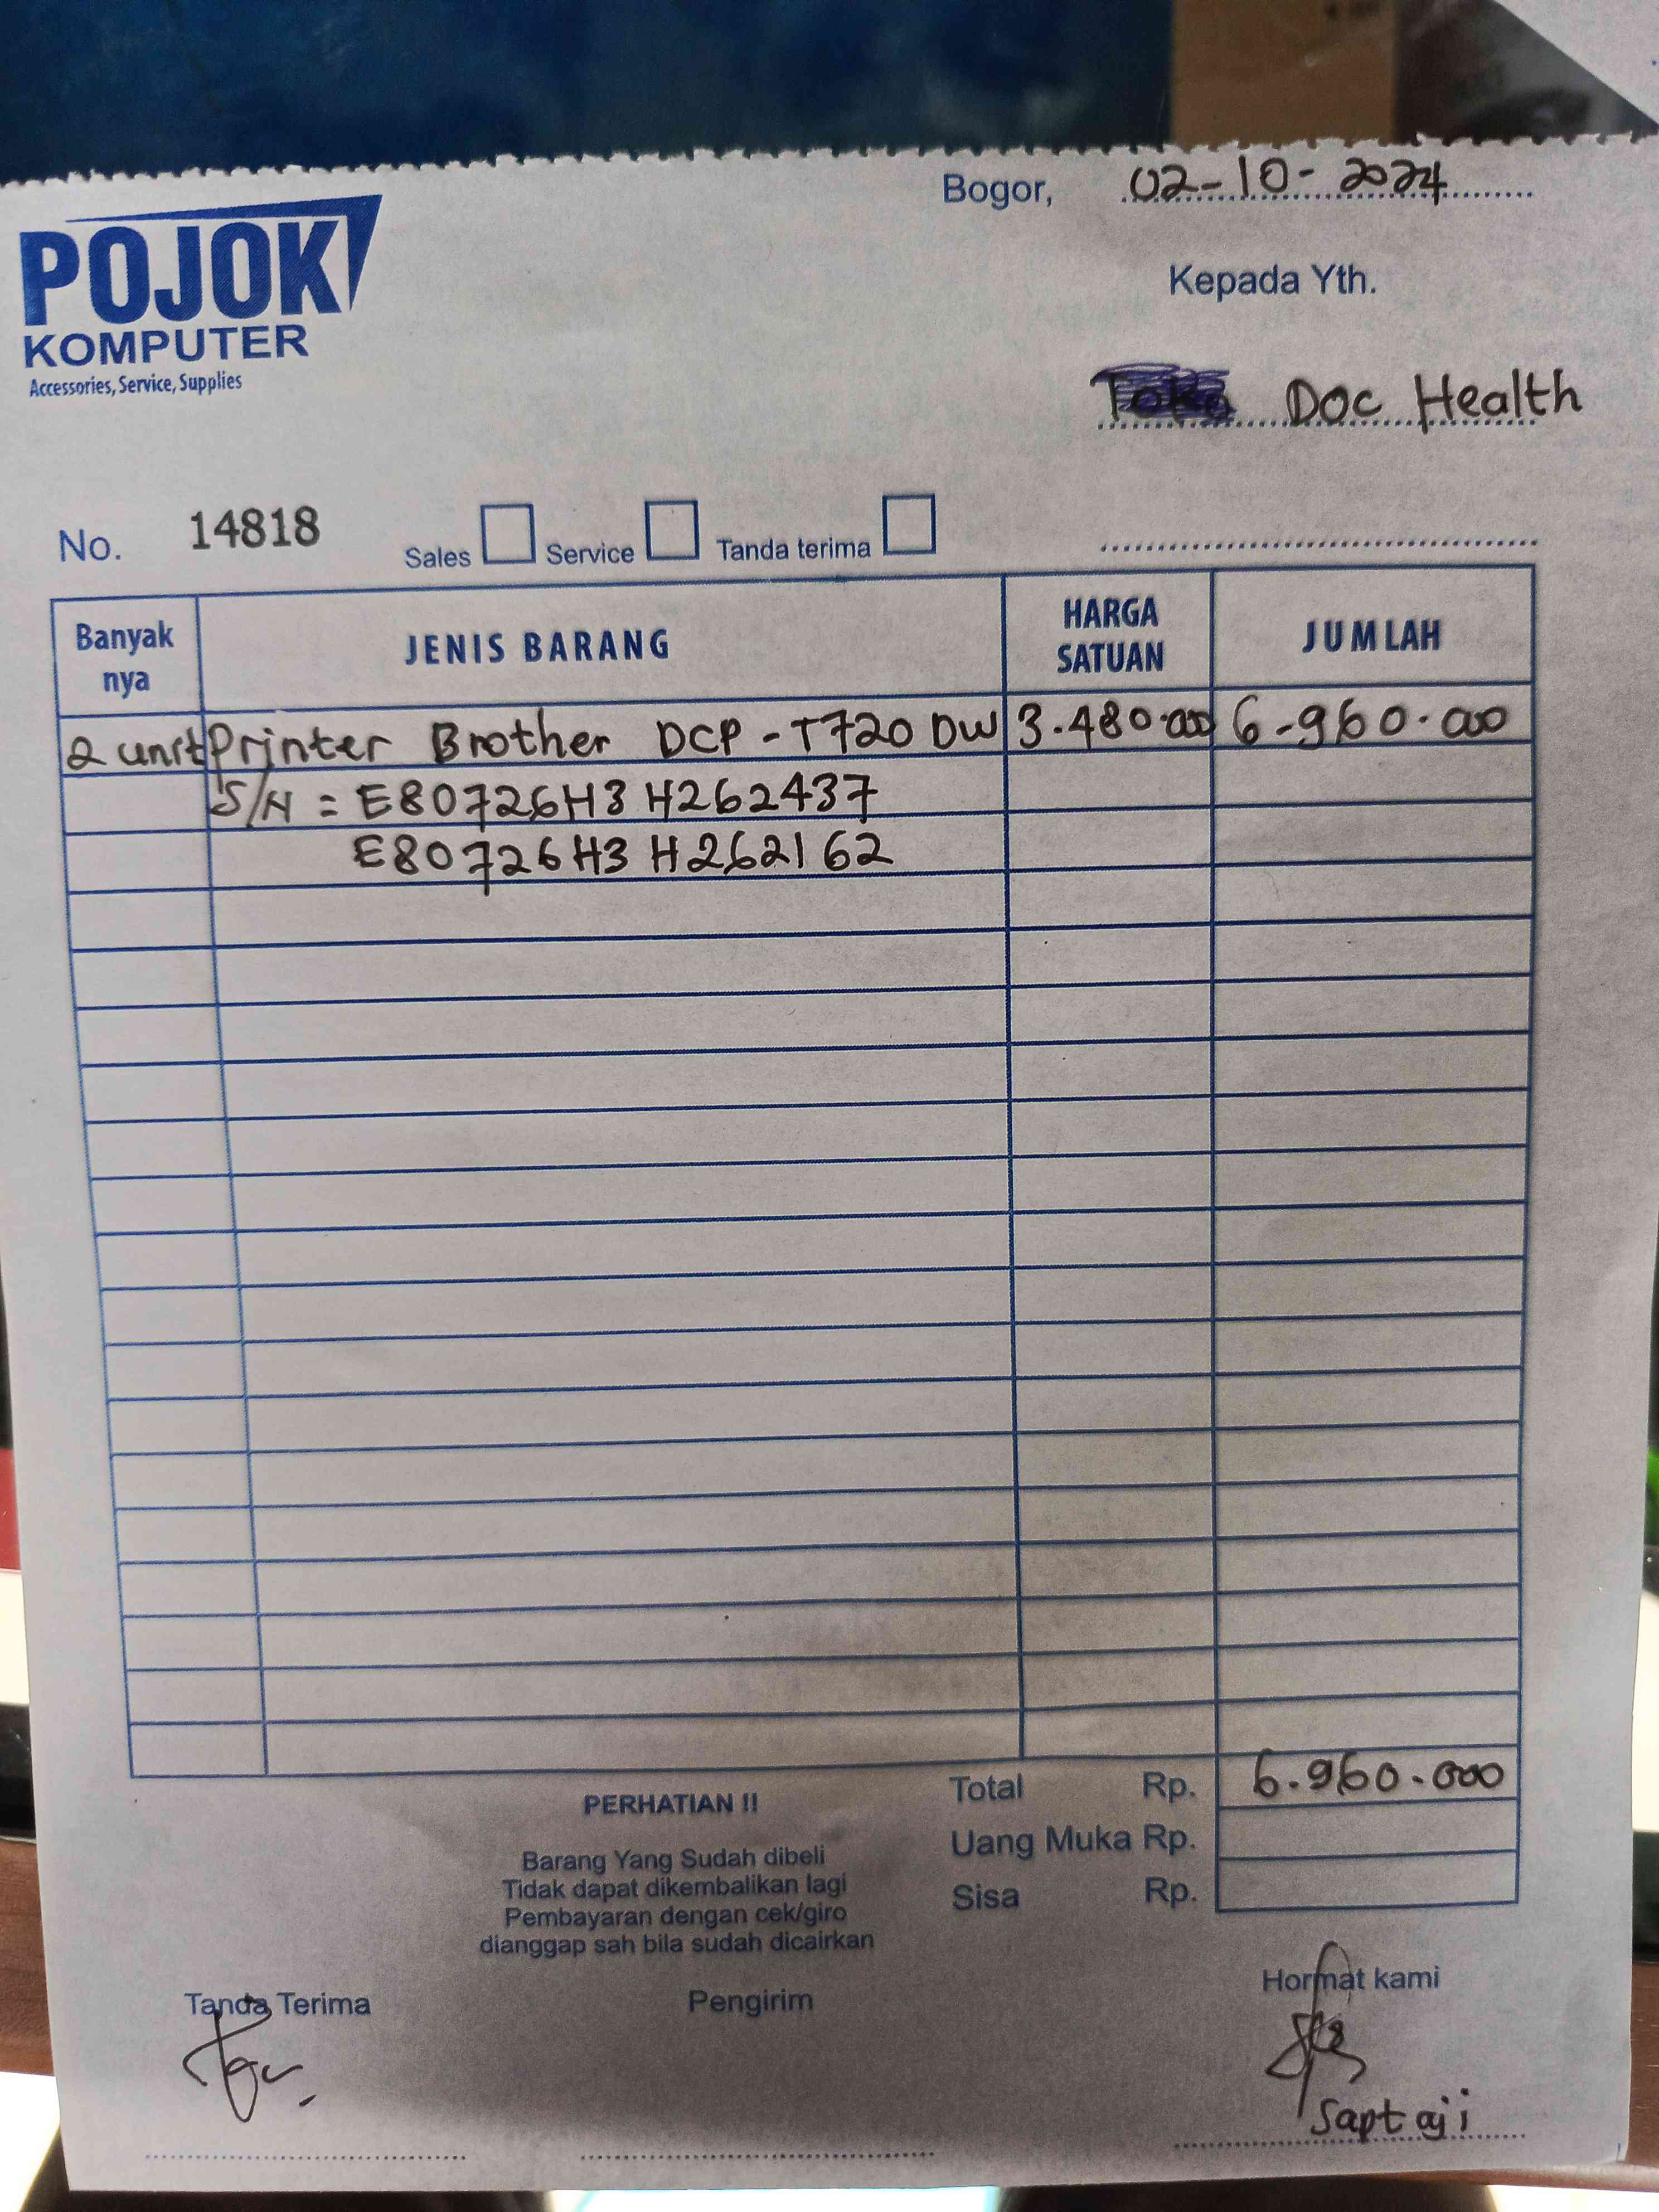 Bogor, 02-10-2024
POJOK
KOMPUTER
Accessories, Service, Supplies
Kepada Yth.
Doc Health
No. 14818 Sales Service Tanda terima
Banyak nya JENIS BARANG HARGA SATUAN JUMLAH
2 unit Printer Brother DCP-T720 DW 3.480.000 6.960.000
S/N = E80726H3H262437
E80726H3H262162
Total Rp. 6.960.000
Uang Muka Rp.
Sisa Rp.
PERHATIAN !!
Barang Yang Sudah dibeli
Tidak dapat dikembalikan lagi
Pembayaran dengan cek/giro
dianggap sah bila sudah dicairkan
Tanda Terima Pengirim Hormat kami
Saptaji